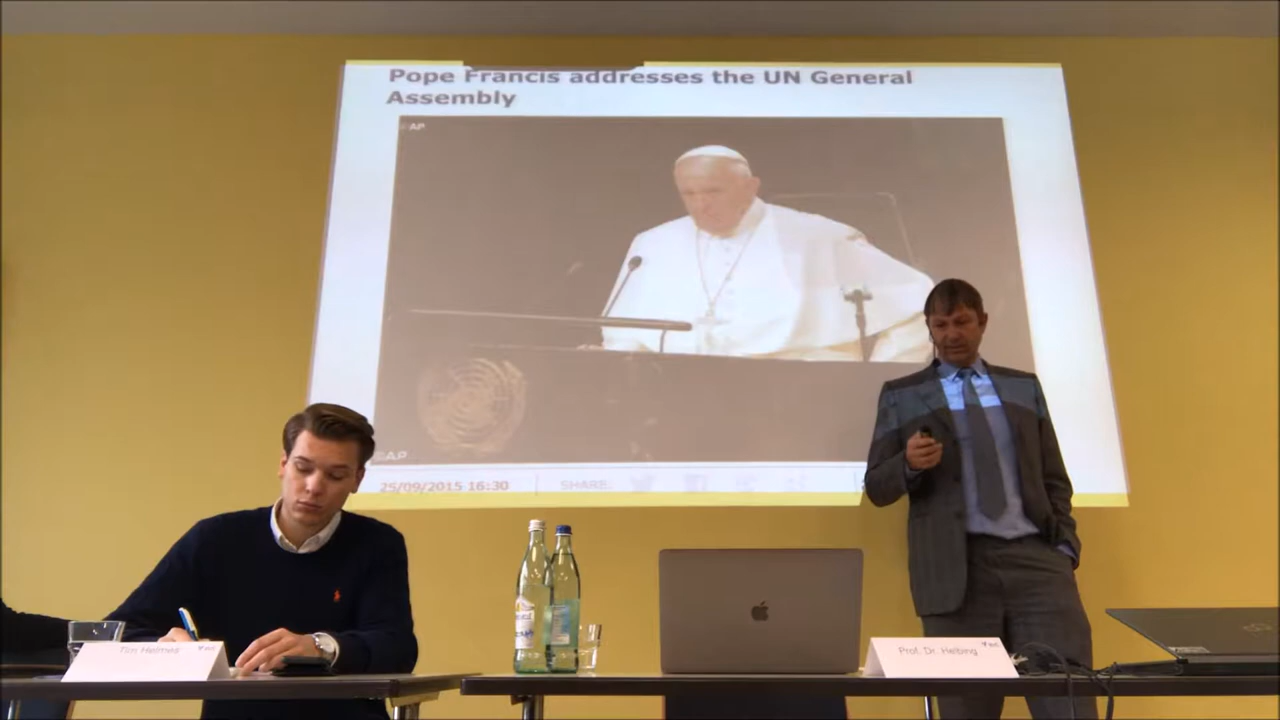 Pope Francis addresses the UN General
Assembly
AP
©AP
25/09/2015 16:30 | SHARE:
Tim Helmes
Prof. Dr. Helbing